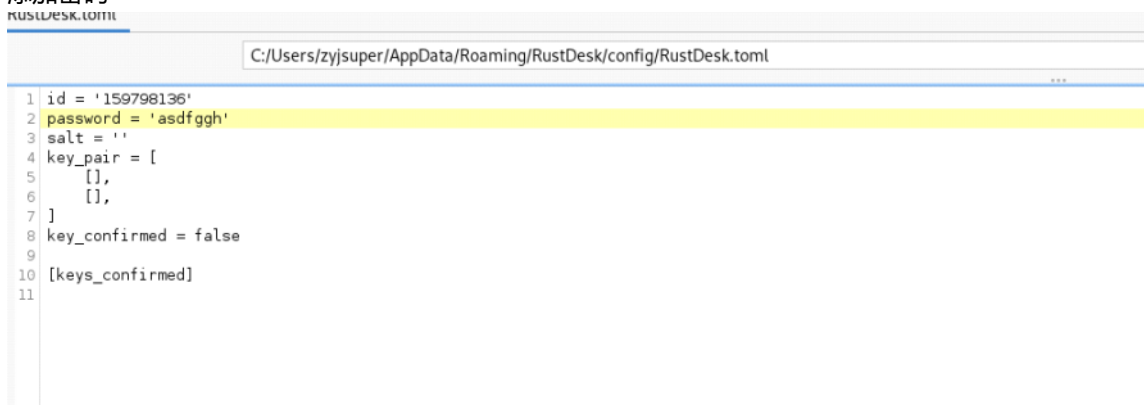 RustDesk.toml
C:/Users/zyjsuper/AppData/Roaming/RustDesk/config/RustDesk.toml
...
1 id = '159798136'
2 password = 'asdfggh'
3 salt = ''
4 key_pair = [
5     [],
6     [],
7 ]
8 key_confirmed = false
9
10 [keys_confirmed]
11